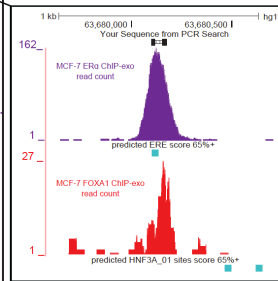 1 kb hg1
63,680,000 63,680,500
Your Sequence from PCR Search
162
MCF-7 ERα ChIP-exo
read count
1
predicted ERE score 65%+
27
MCF-7 FOXA1 ChIP-exo
read count
1
predicted HNF3A_01 sites score 65%+